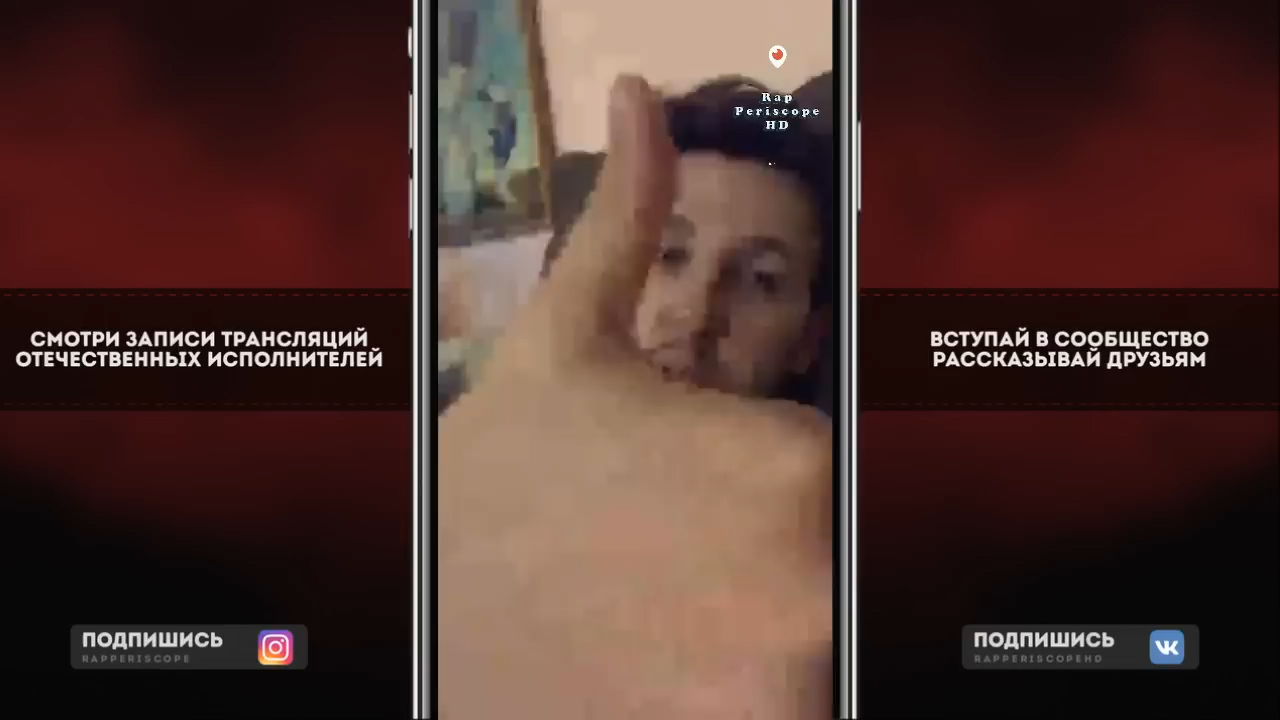 Rap
Periscope
HD
СМОТРИ ЗАПИСИ ТРАНСЛЯЦИЙ
ОТЕЧЕСТВЕННЫХ ИСПОЛНИТЕЛЕЙ
ВСТУПАЙ В СООБЩЕСТВО
РАССКАЗЫВАЙ ДРУЗЬЯМ
ПОДПИШИСЬ
RAPPERISCOPE
ПОДПИШИСЬ
RAPPERISCOPEHD